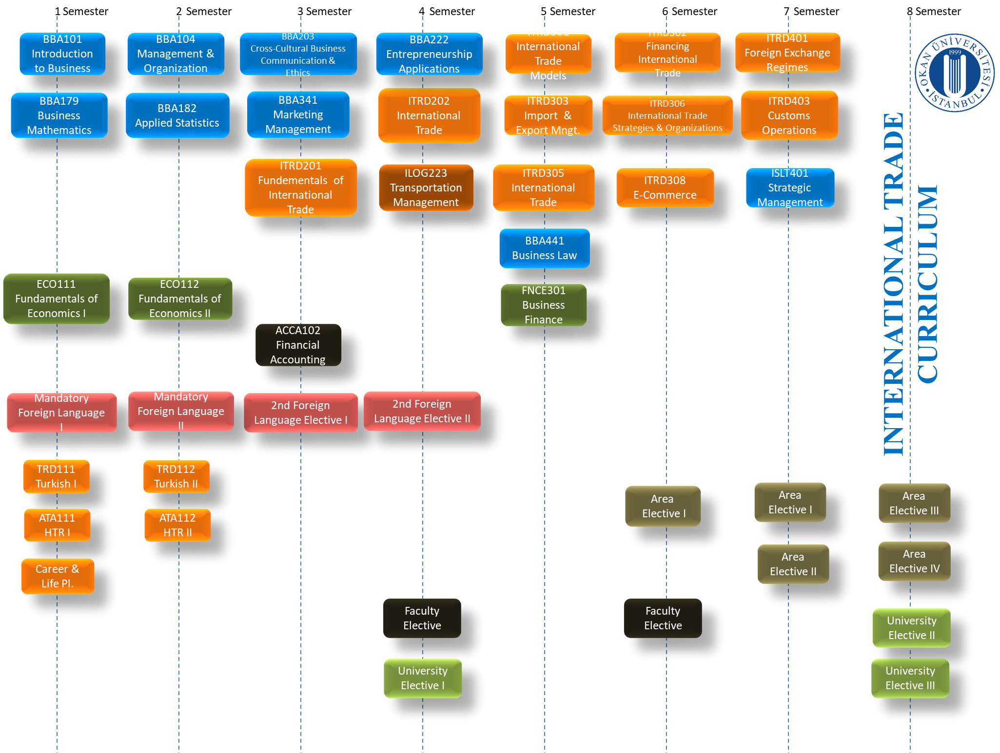 1 Semester
2 Semester
3 Semester
4 Semester
5 Semester
6 Semester
7 Semester
8 Semester
BBA101
Introduction
to Business
BBA179
Business
Mathematics
ECO111
Fundamentals of
Economics I
Mandatory
Foreign Language
I
TRD111
Turkish I
ATA111
HTR I
Career &
Life Pl.
BBA104
Management &
Organization
BBA182
Applied Statistics
ECO112
Fundamentals of
Economics II
Mandatory
Foreign Language
II
TRD112
Turkish II
ATA112
HTR II
BBA203
Cross-Cultural Business
Communication &
Ethics
BBA341
Marketing
Management
ITRD201
Fundementals of
International
Trade
ACCA102
Financial
Accounting
2nd Foreign
Language Elective I
BBA222
Entrepreneurship
Applications
ITRD202
International
Trade
ILOG223
Transportation
Management
2nd Foreign
Language Elective II
Faculty
Elective
University
Elective I
ITRD301
International
Trade
Models
ITRD303
Import &
Export Mngt.
ITRD305
International
Trade
BBA441
Business Law
FNCE301
Business
Finance
ITRD302
Financing
International
Trade
ITRD306
International Trade
Strategies & Organizations
ITRD308
E-Commerce
Area
Elective I
Faculty
Elective
ITRD401
Foreign Exchange
Regimes
ITRD403
Customs
Operations
ISLT401
Strategic
Management
Area
Elective I
Area
Elective II
Area
Elective III
Area
Elective IV
University
Elective II
University
Elective III
INTERNATIONAL TRADE
CURRICULUM
OKAN ÜNİVERSİTESİ
1999
• İSTANBUL •